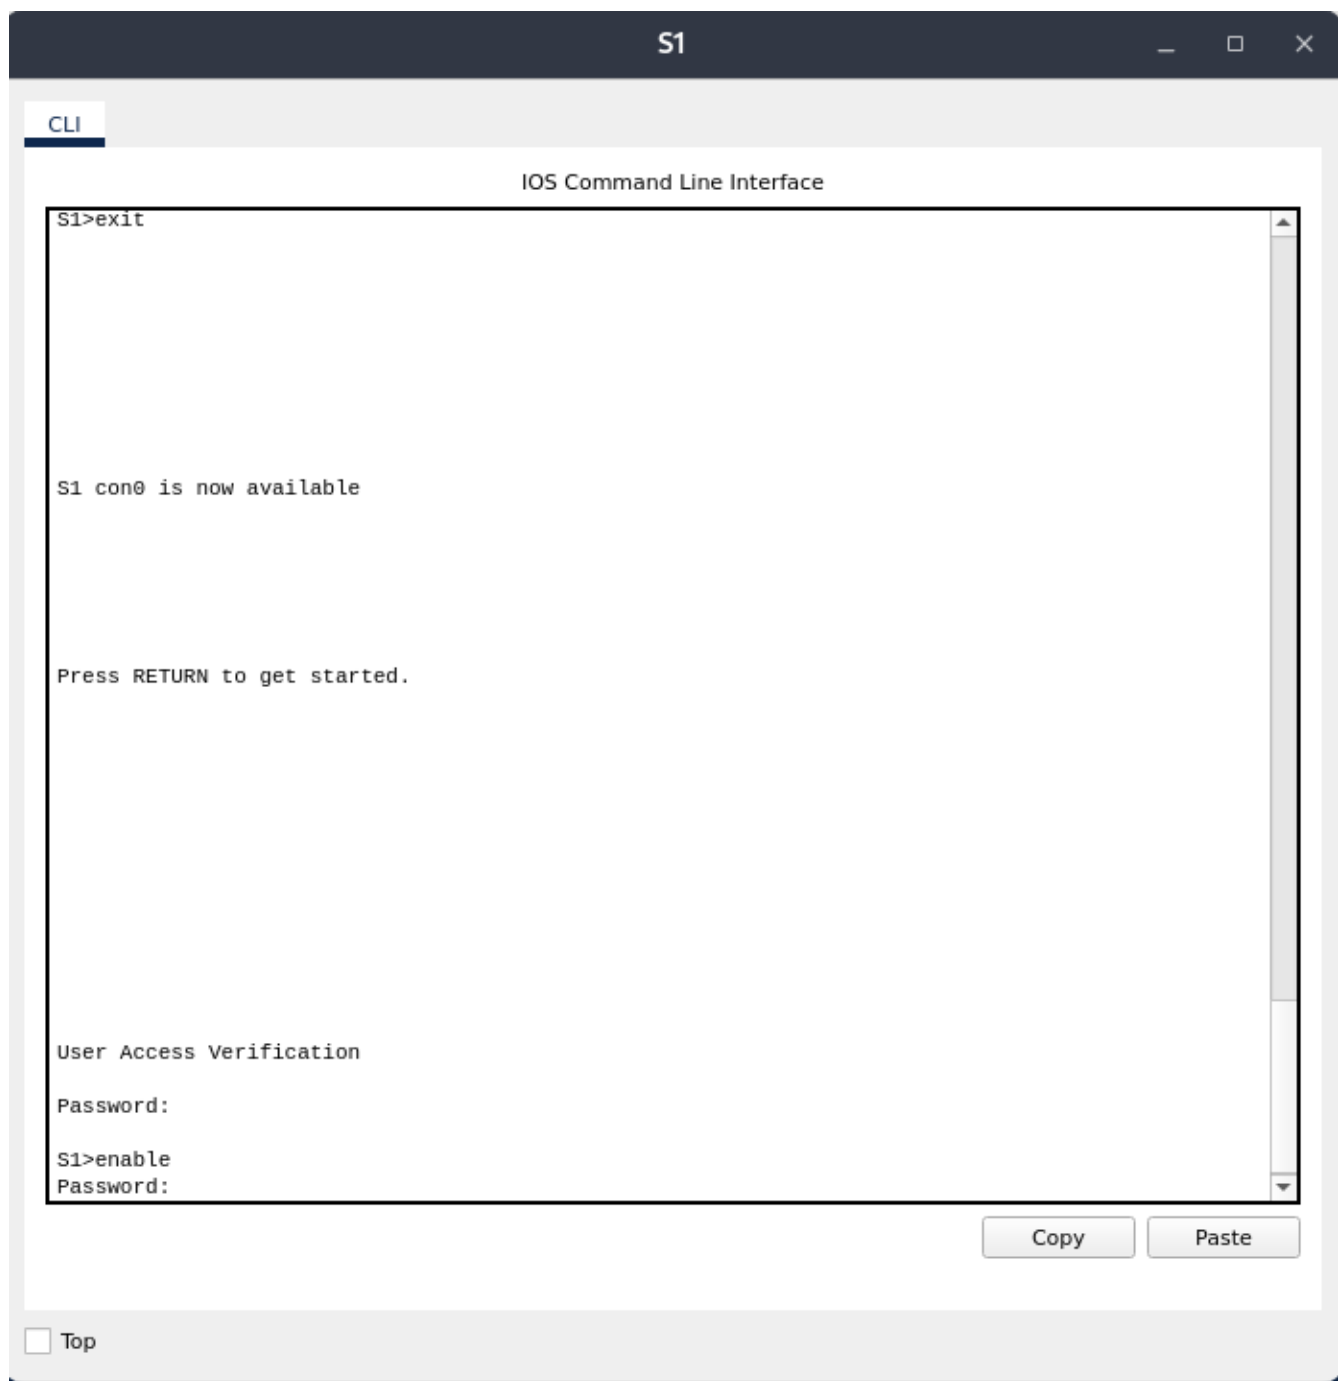 S1
CLI
IOS Command Line Interface
S1>exit
S1 con0 is now available
Press RETURN to get started.
User Access Verification
Password:
S1>enable
Password:
Copy
Paste
Top